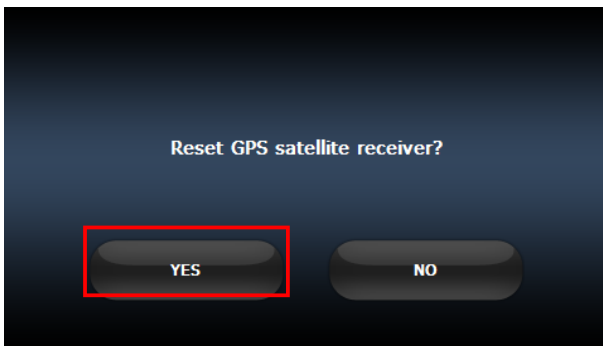 Reset GPS satellite receiver?
YES
NO